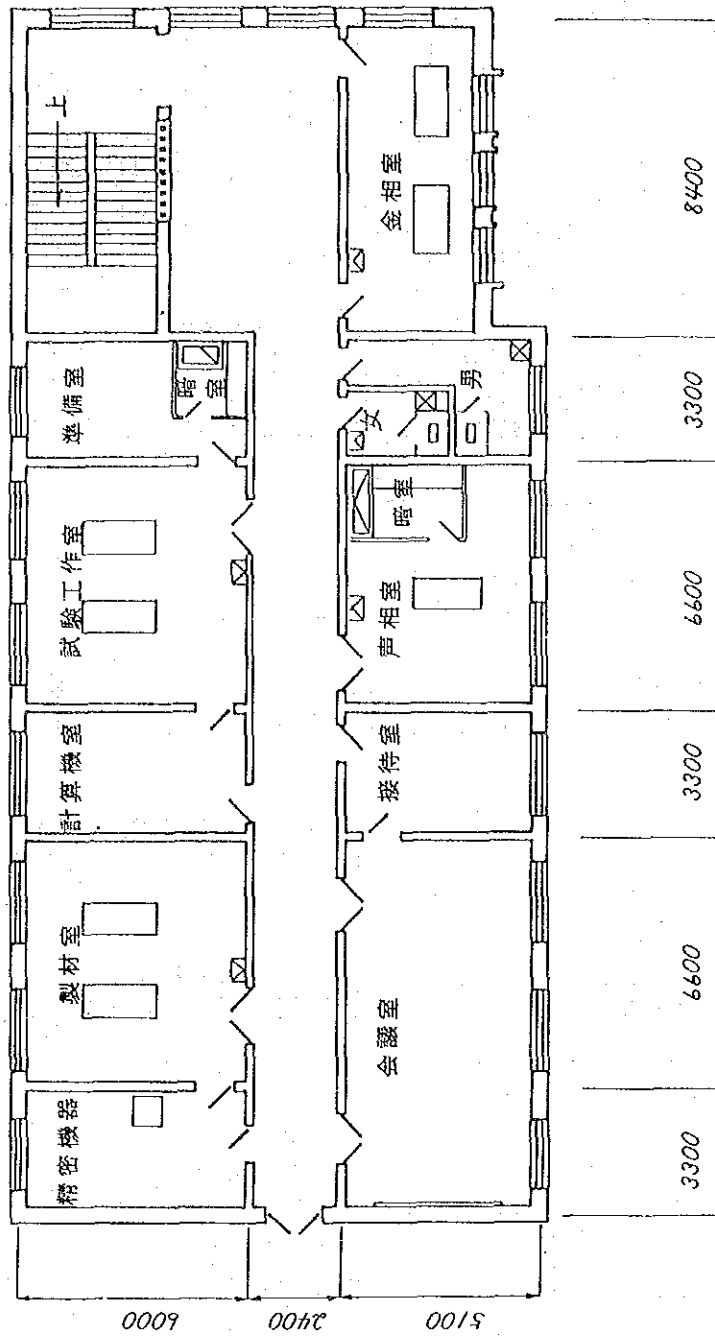 上
準備室
暗室
試験工作室
計算機室
製材室
精密機器
金相室
男
女
暗室
声相室
接待室
会議室
8400
3300
6600
3300
6600
3300
6000
2400
5100